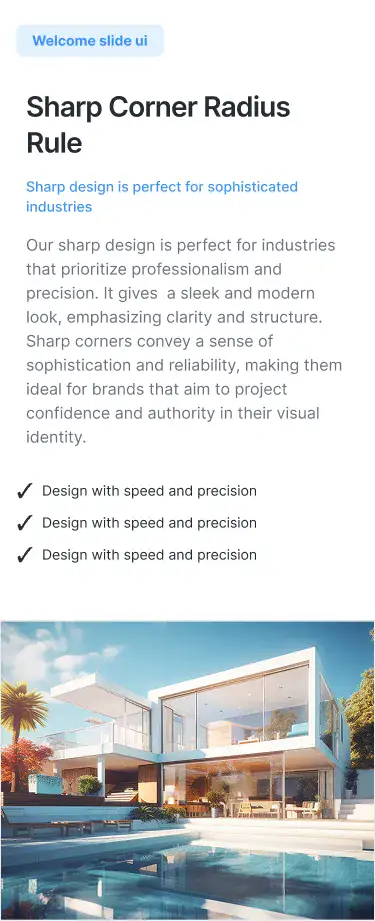 Welcome slide ui
Sharp Corner Radius
Rule
Sharp design is perfect for sophisticated
industries
Our sharp design is perfect for industries
that prioritize professionalism and
precision. It gives  a sleek and modern
look, emphasizing clarity and structure.
Sharp corners convey a sense of
sophistication and reliability, making them
ideal for brands that aim to project
confidence and authority in their visual
identity.
✓ Design with speed and precision
✓ Design with speed and precision
✓ Design with speed and precision